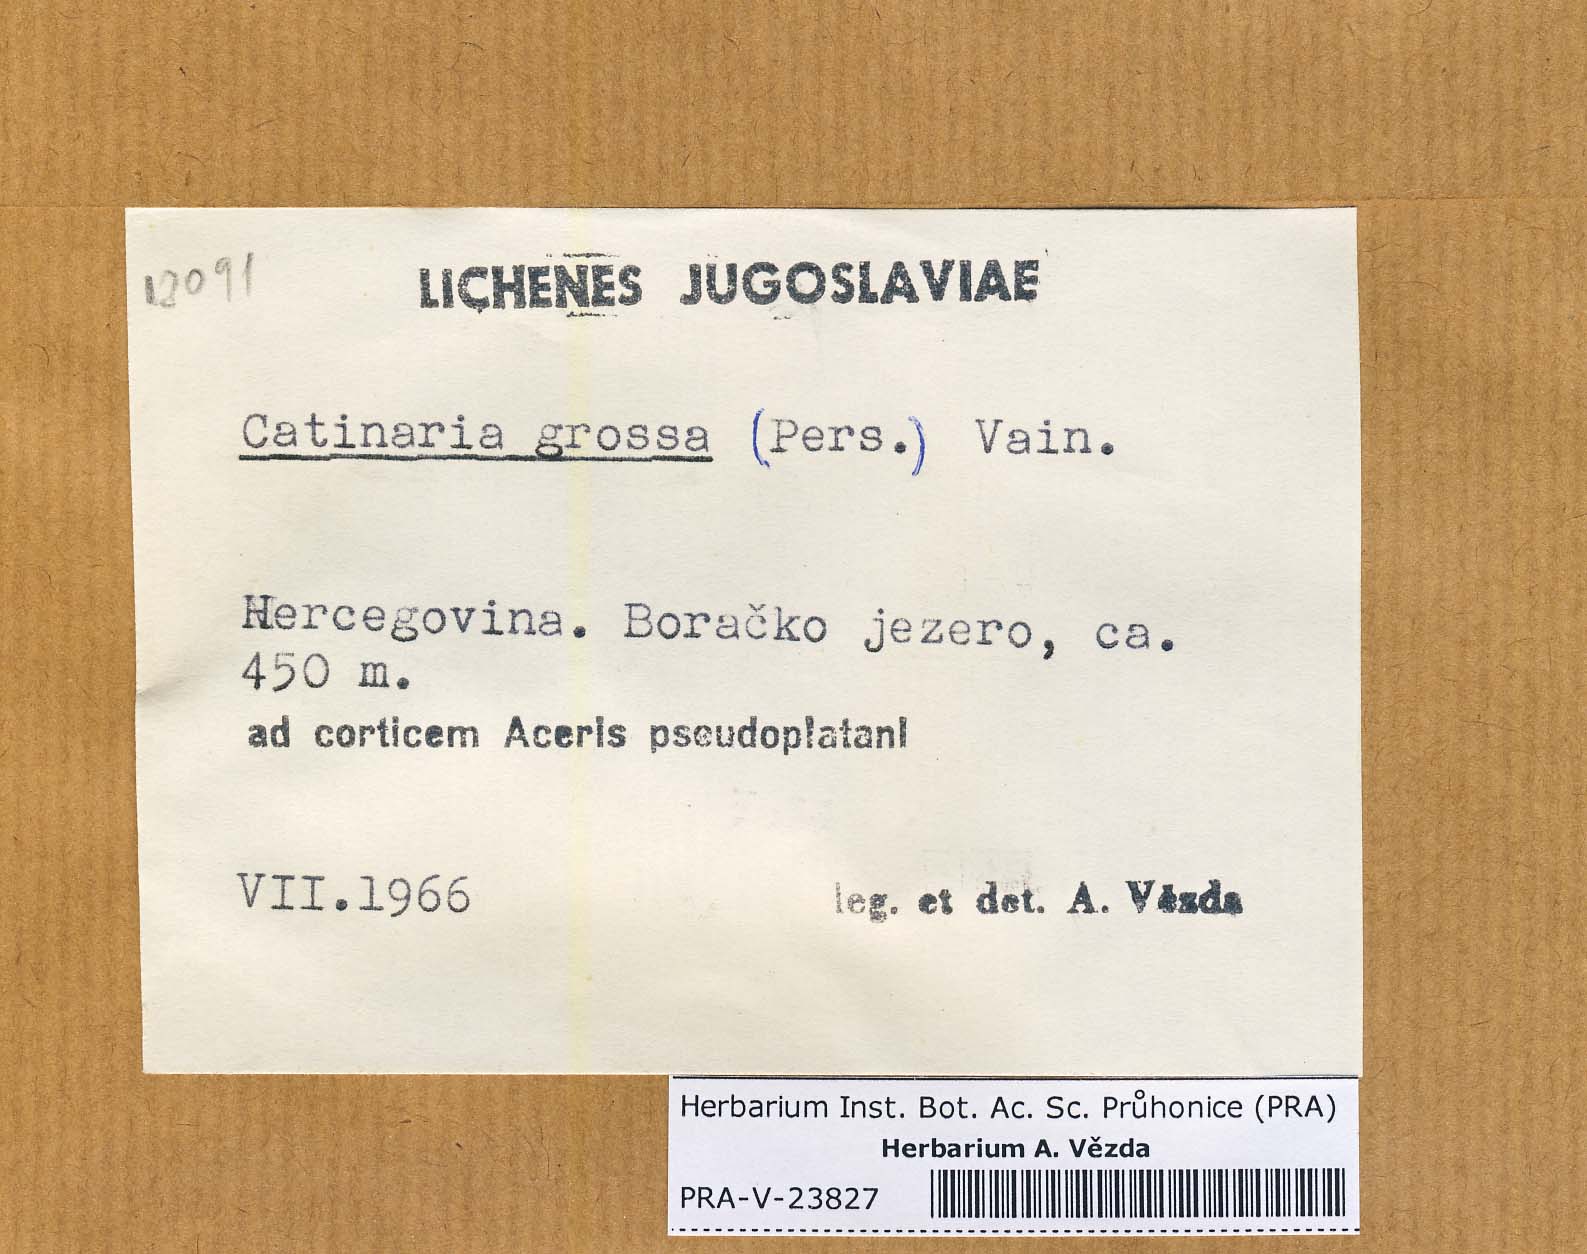 12091
LICHENES JUGOSLAVIAE
Catinaria grossa (Pers.) Vain.
Hercegovina. Boračko jezero, ca.
450 m.
ad corticem Aceris pseudoplatani
VII.1966
leg. et det. A. Vězda
Herbarium Inst. Bot. Ac. Sc. Průhonice (PRA)
Herbarium A. Vězda
PRA-V-23827